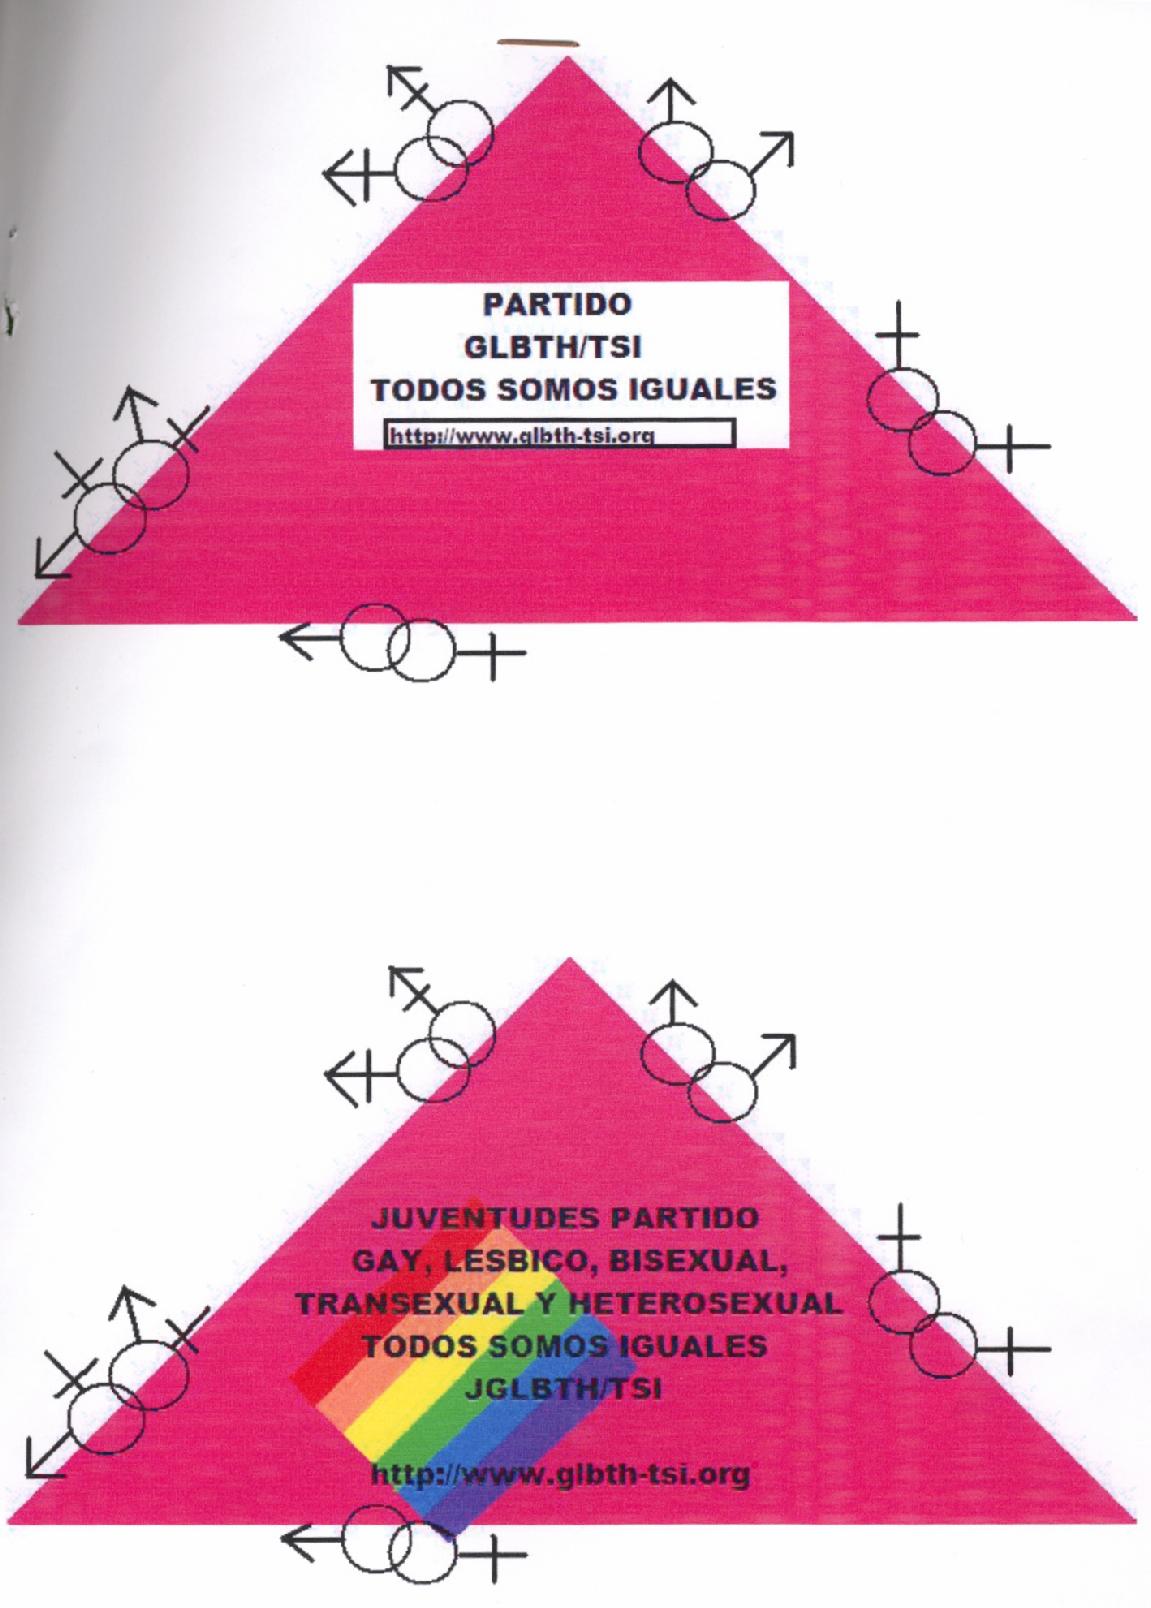 PARTIDO
GLBTH/TSI
TODOS SOMOS IGUALES
http://www.glbth-tsi.org
JUVENTUDES PARTIDO
GAY, LESBICO, BISEXUAL,
TRANSEXUAL Y HETEROSEXUAL
TODOS SOMOS IGUALES
JGLBTH/TSI
http://www.glbth-tsi.org